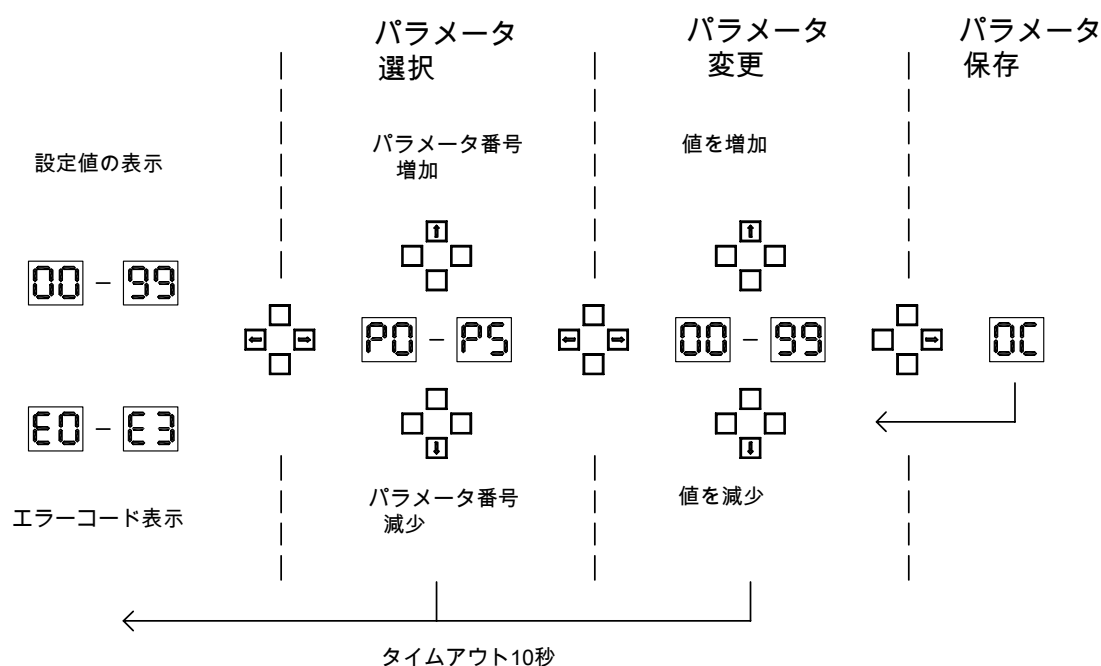 パラメータ
選択
パラメータ
変更
パラメータ
保存
設定値の表示
パラメータ番号
増加
値を増加
↑
↑
00 – 99
← →
P0 – P5
← →
00 – 99
→
0C
E0 – E3
↓
↓
エラーコード表示
パラメータ番号
減少
値を減少
タイムアウト10秒